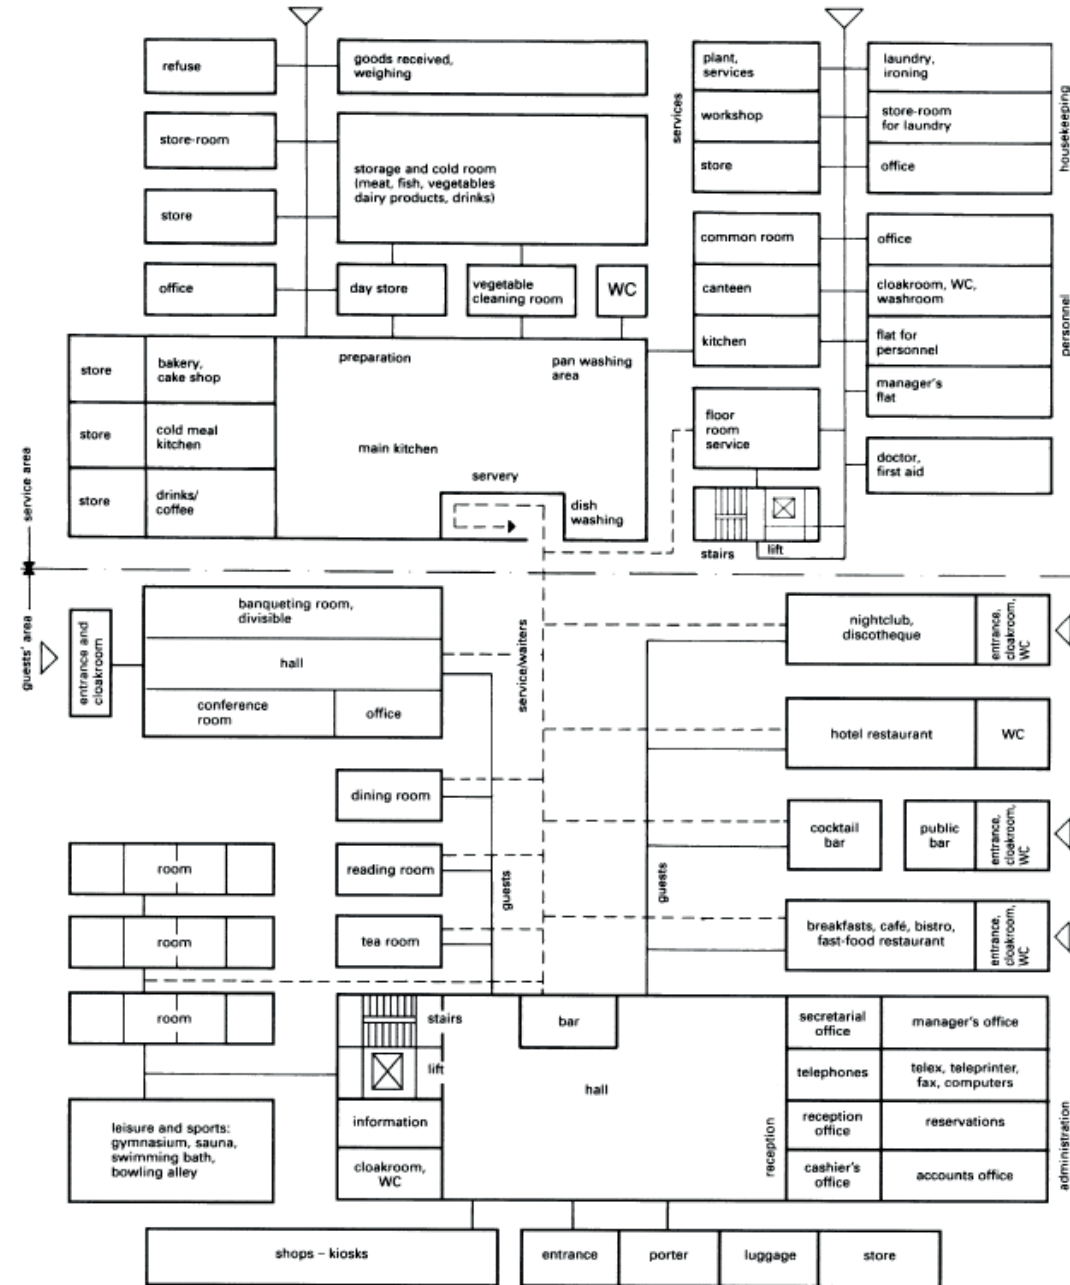 refuse
goods received,
weighing
plant,
services
laundry,
ironing
services
workshop
store-room
for laundry
housekeeping
store-room
storage and cold room
(meat, fish, vegetables
dairy products, drinks)
store
office
store
common room
office
office
day store
vegetable
cleaning room
WC
canteen
cloakroom, WC,
washroom
personnel
kitchen
flat for
personnel
store
bakery,
cake shop
preparation
pan washing
area
manager's
flat
store
cold meal
kitchen
main kitchen
floor
room
service
doctor,
first aid
servery
store
drinks/
coffee
dish
washing
stairs
lift
service area
guests' area
entrance and
cloakroom
banqueting room,
divisible
hall
conference
room
office
service/waiters
nightclub,
discotheque
entrance,
cloakroom,
WC
hotel restaurant
WC
dining room
cocktail
bar
public
bar
entrance,
cloakroom,
WC
room
reading room
guests
guests
room
tea room
breakfasts, café, bistro,
fast-food restaurant
entrance,
cloakroom,
WC
room
stairs
bar
secretarial
office
manager's office
lift
hall
telephones
telex, teleprinter,
fax, computers
leisure and sports:
gymnasium, sauna,
swimming bath,
bowling alley
information
reception
reception
office
reservations
administration
cloakroom,
WC
cashier's
office
accounts office
shops – kiosks
entrance
porter
luggage
store